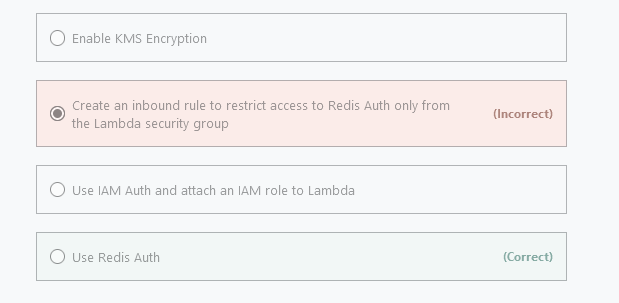 Enable KMS Encryption
Create an inbound rule to restrict access to Redis Auth only from
the Lambda security group
(Incorrect)
Use IAM Auth and attach an IAM role to Lambda
Use Redis Auth
(Correct)